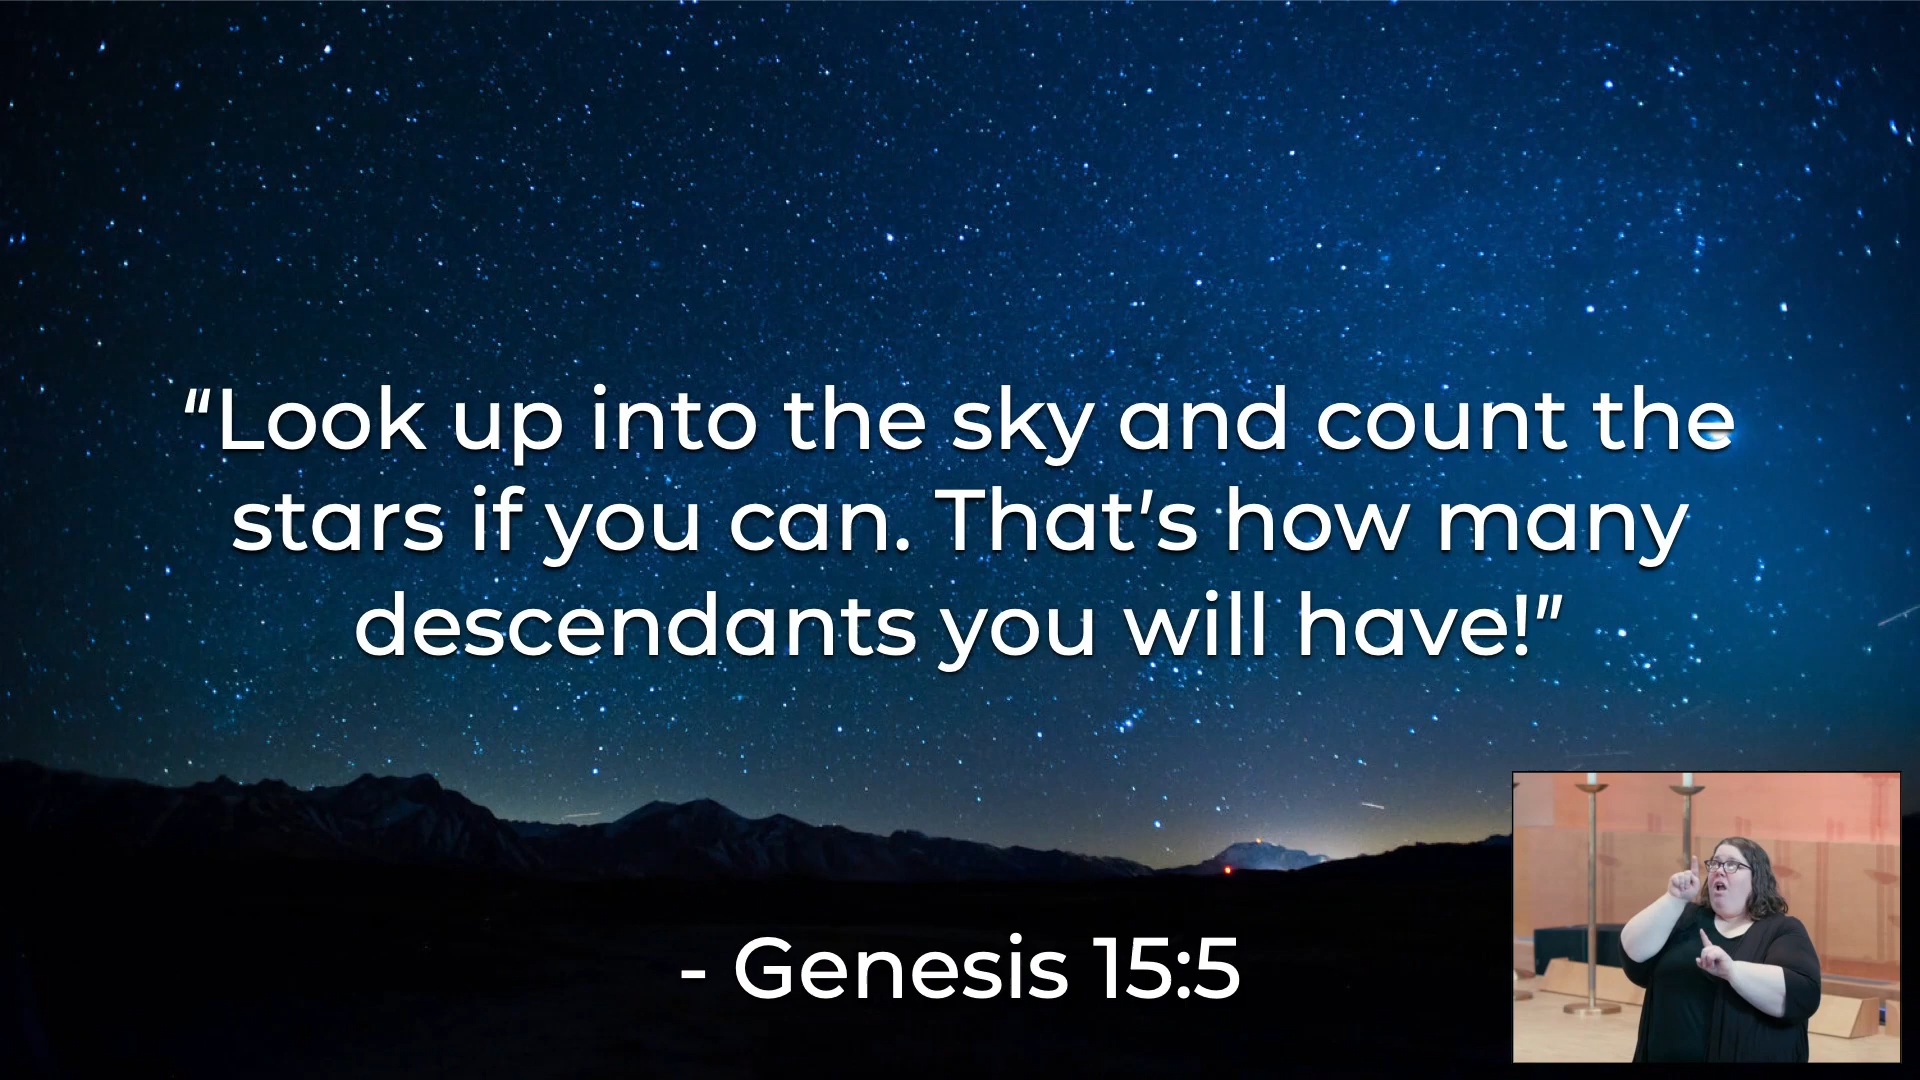 “Look up into the sky and count the
stars if you can. That’s how many
descendants you will have!”
- Genesis 15:5